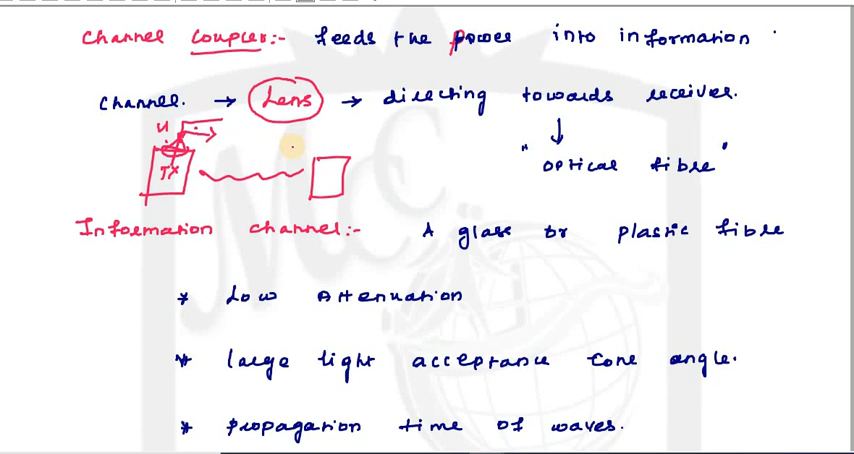 Channel Coupler:- feeds the power into information
Channel. → Lens → directing towards receiver.
TX
"optical fibre"
Information channel:- A glass or plastic fibre
* Low Attenuation
* large light acceptance cone angle.
* propagation time of waves.